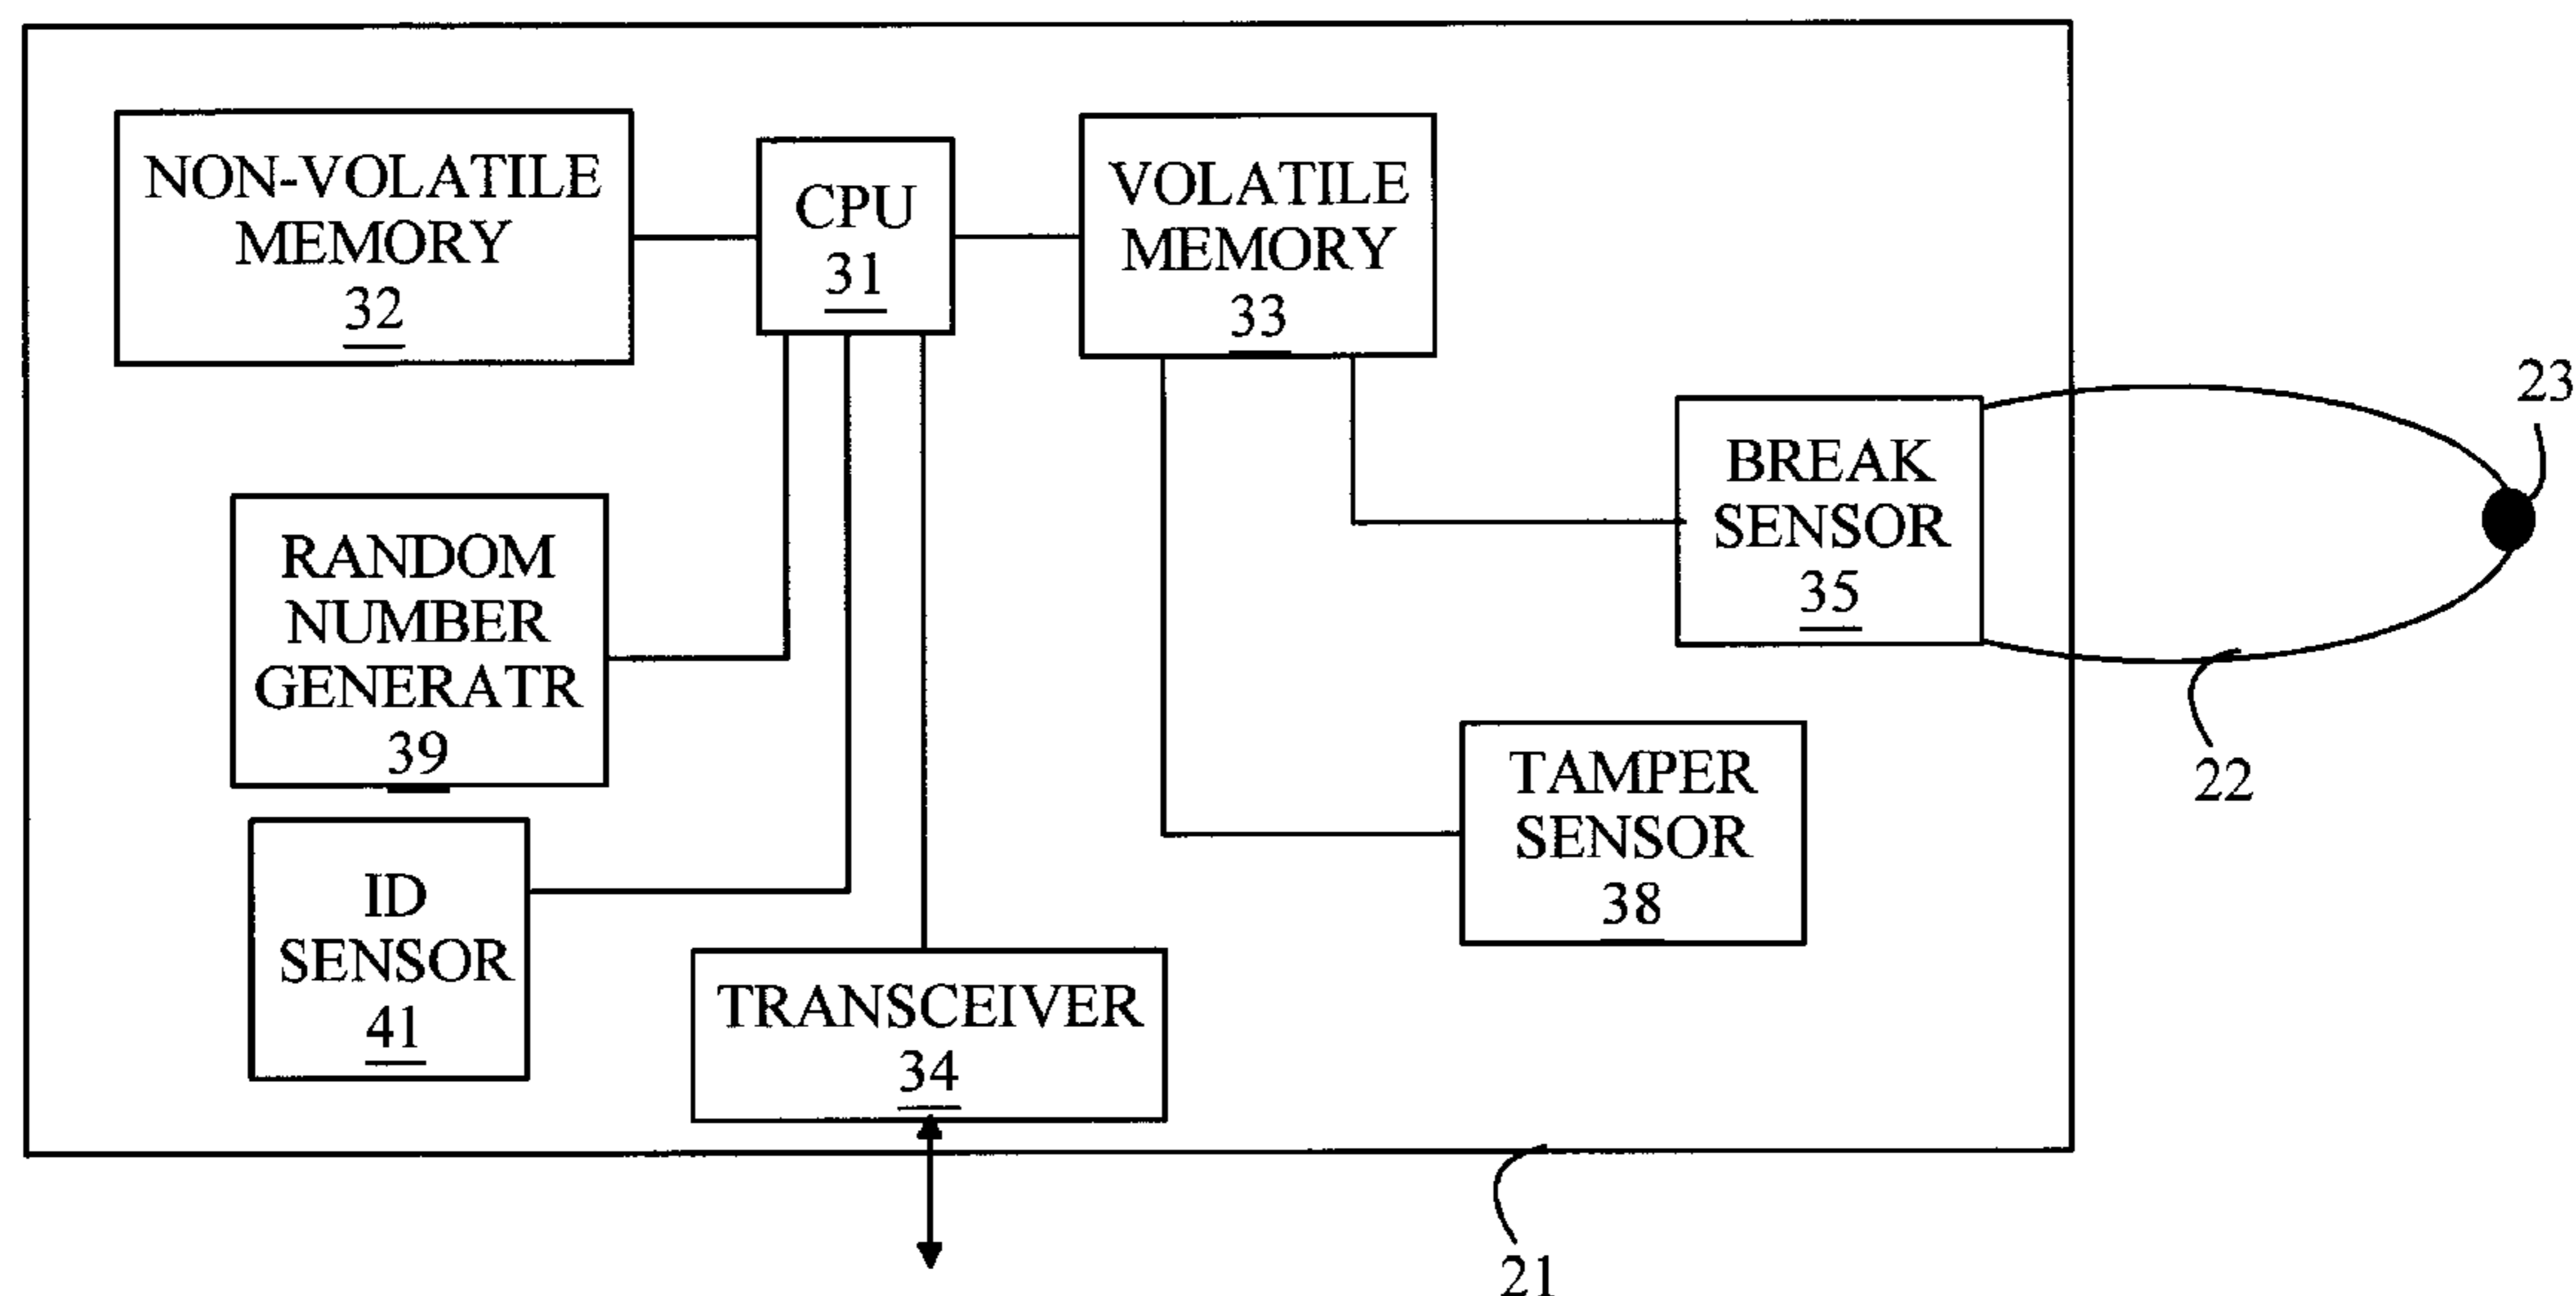 NON-VOLATILE
MEMORY
32
CPU
31
VOLATILE
MEMORY
33
23
BREAK
SENSOR
35
RANDOM
NUMBER
GENERATR
39
22
TAMPER
SENSOR
38
ID
SENSOR
41
TRANSCEIVER
34
21